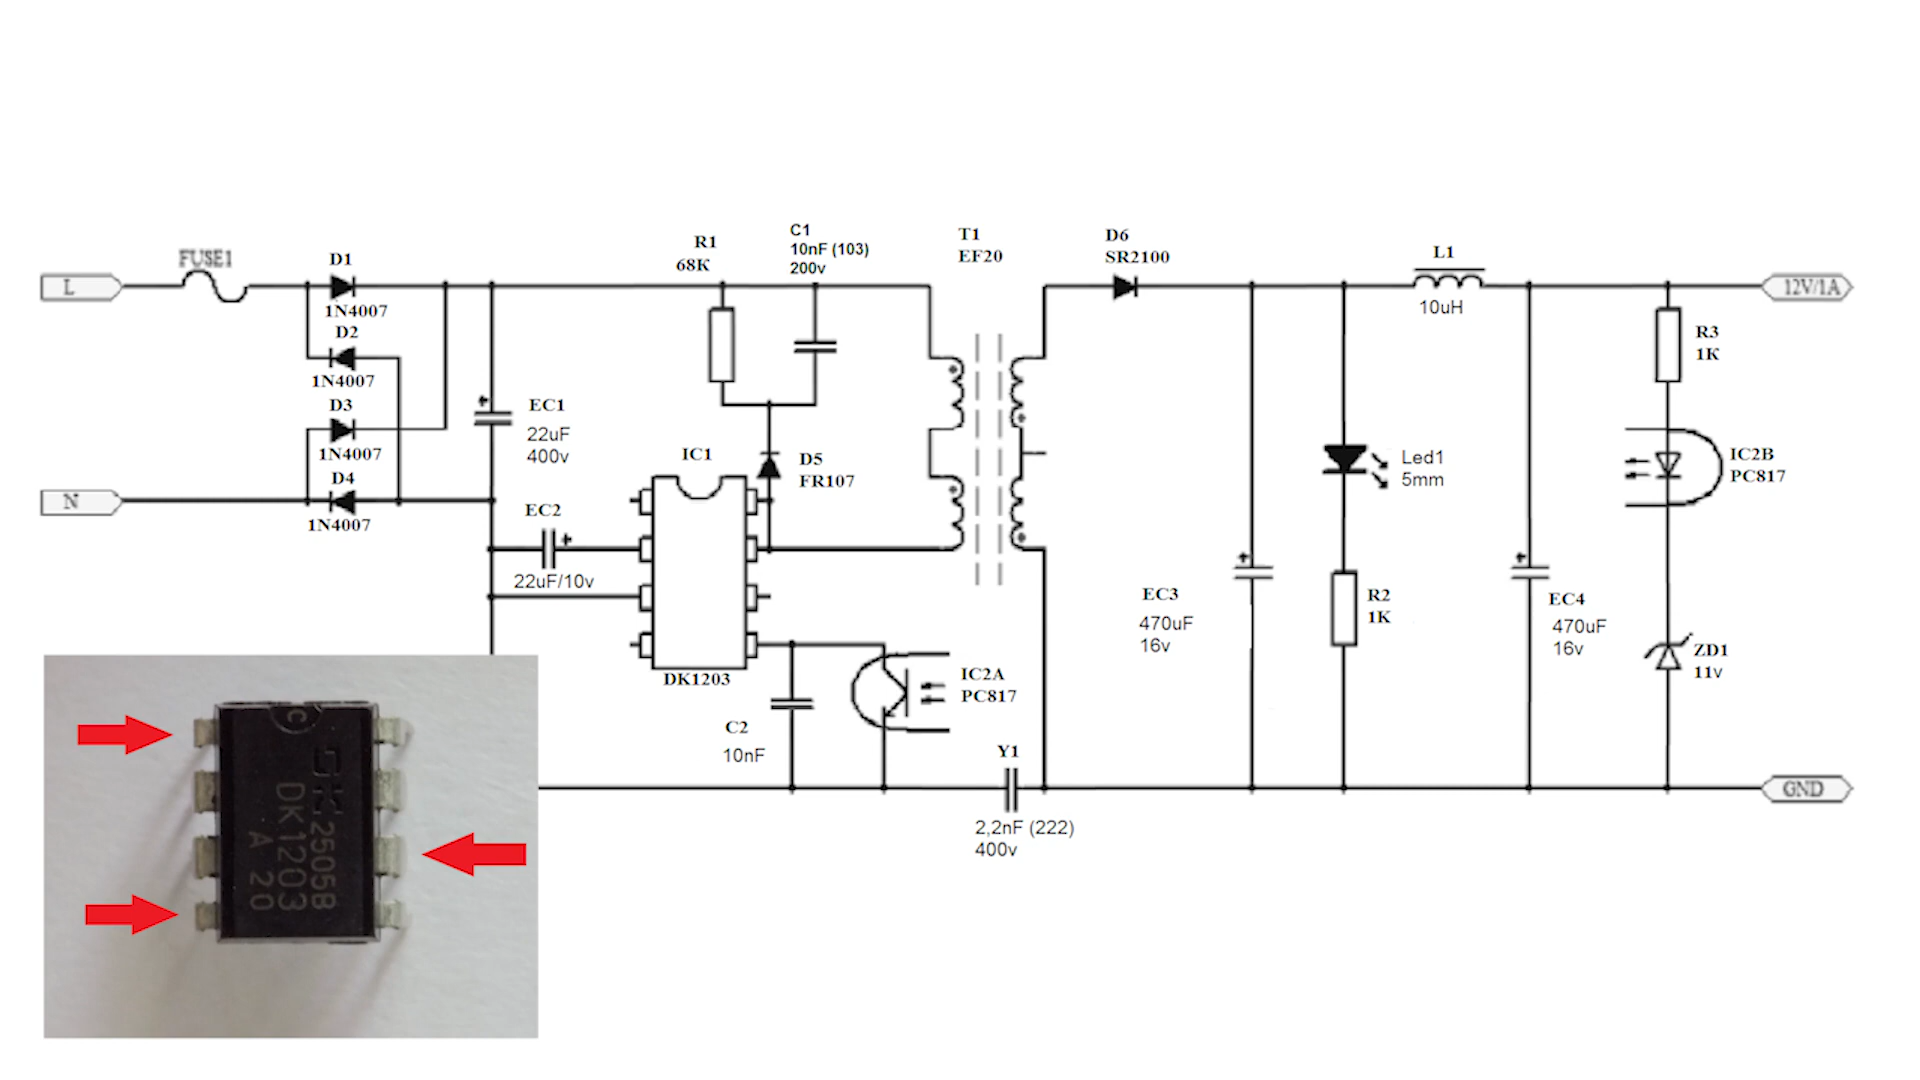 L
FUSE1
D1
1N4007
D2
1N4007
D3
1N4007
D4
1N4007
N
EC1
22uF
400v
EC2
22uF/10v
R1
68K
C1
10nF (103)
200v
IC1
DK1203
D5
FR107
C2
10nF
IC2A
PC817
T1
EF20
Y1
2,2nF (222)
400v
D6
SR2100
EC3
470uF
16v
Led1
5mm
R2
1K
L1
10uH
EC4
470uF
16v
12V/1A
R3
1K
IC2B
PC817
ZD1
11v
GND
C
DK
2505B
DK1203
A 20